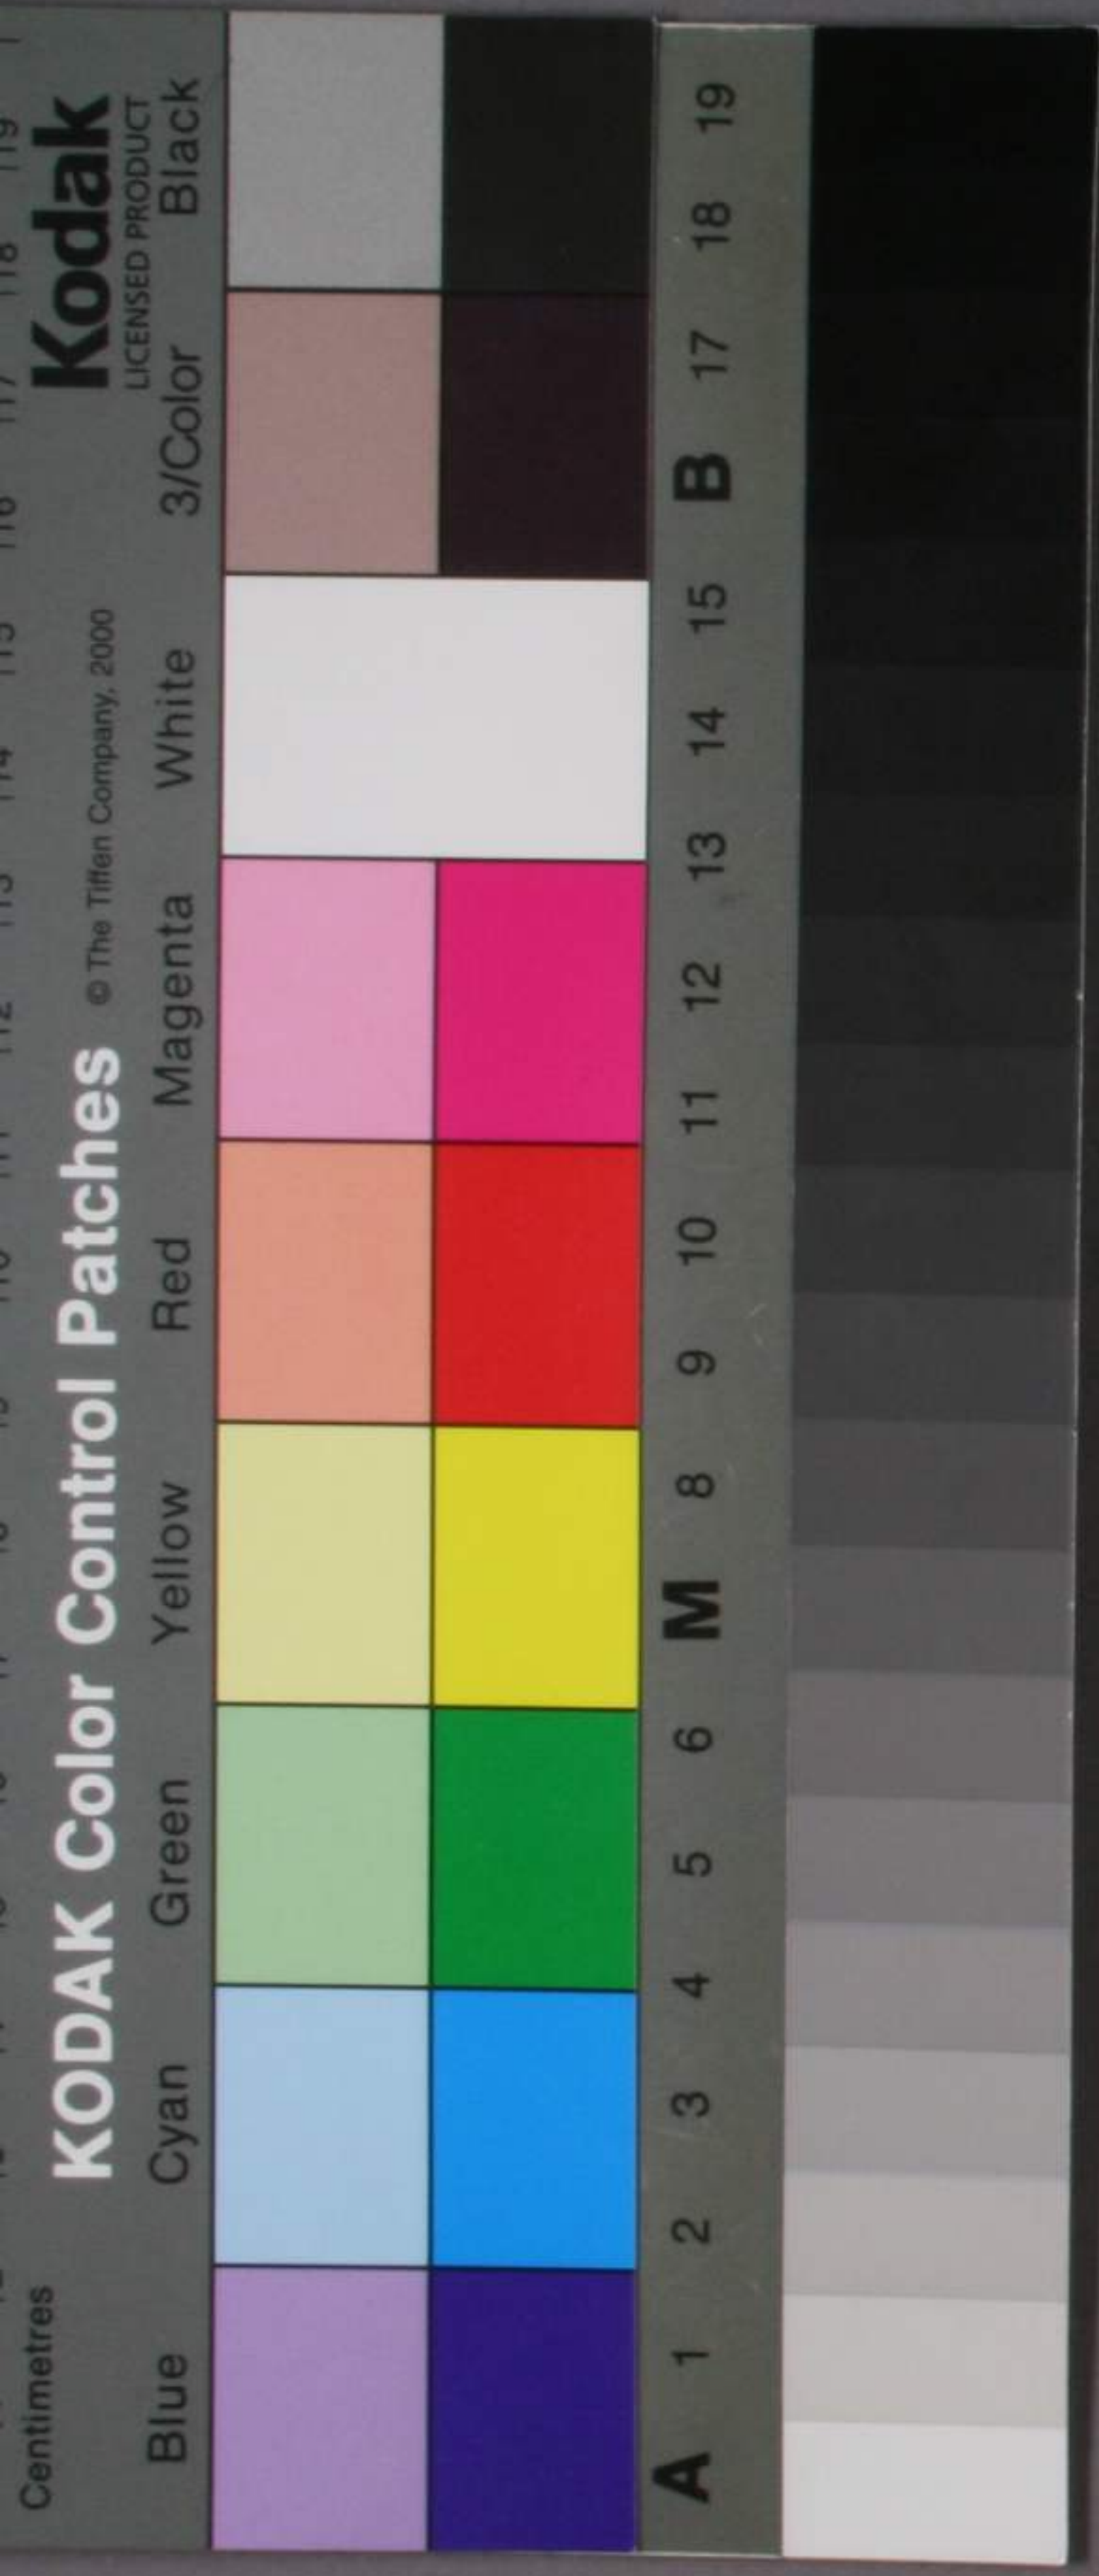 Centimetres
KODAK Color Control Patches © The Tiffen Company, 2000 Kodak
LICENSED PRODUCT
Blue Cyan Green Yellow Red Magenta White 3/Color Black
A 1 2 3 4 5 6 M 8 9 10 11 12 13 14 15 B 17 18 19